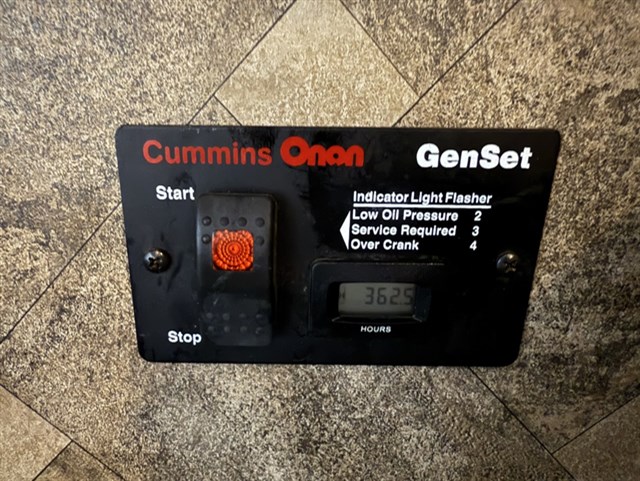 Cummins Onan GenSet
Start
Indicator Light Flasher
Low Oil Pressure 2
Service Required 3
Over Crank 4
362.5
HOURS
Stop